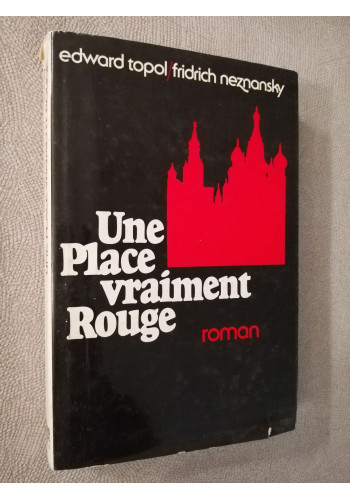 edward topol/fridrich neznansky
Une
Place
vraiment
Rouge
roman